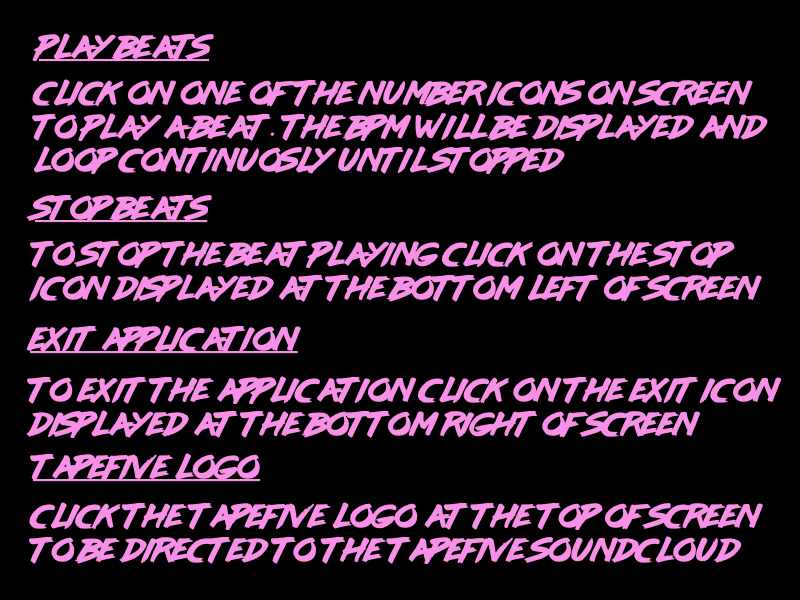 PLAY BEATS
CLICK ON ONE OF THE NUMBER ICONS ON SCREEN
TO PLAY A BEAT . THE BPM WILL BE DISPLAYED AND
LOOP CONTINUOSLY UNTIL STOPPED
STOP BEATS
TO STOP THE BEAT PLAYING CLICK ON THE STOP
ICON DISPLAYED AT THE BOTTOM LEFT OF SCREEN
EXIT APPLICATION
TO EXIT THE APPLICATION CLICK ON THE EXIT ICON
DISPLAYED AT THE BOTTOM RIGHT OF SCREEN
TAPEFIVE LOGO
CLICK THE TAPEFIVE LOGO AT THE TOP OF SCREEN
TO BE DIRECTED TO THE TAPEFIVE SOUNDCLOUD